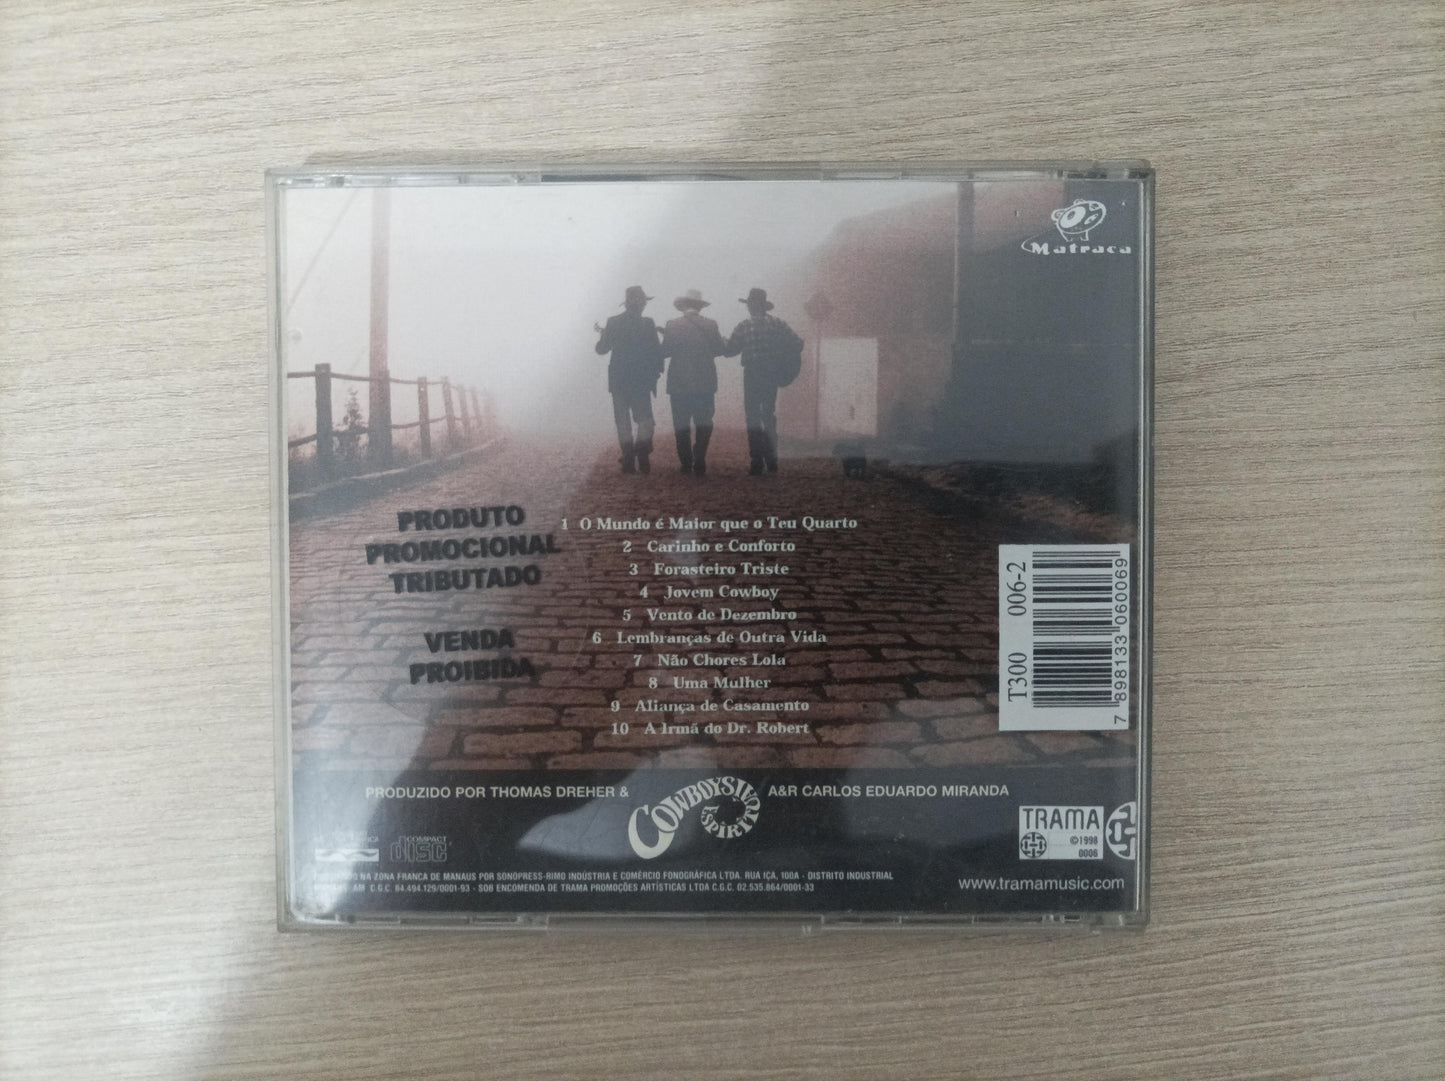 Matraca
PRODUTO
PROMOCIONAL
TRIBUTADO
VENDA
PROIBIDA
1 O Mundo é Maior que o Teu Quarto
2 Carinho e Conforto
3 Forasteiro Triste
4 Jovem Cowboy
5 Vento de Dezembro
6 Lembranças de Outra Vida
7 Não Chores Lola
8 Uma Mulher
9 Aliança de Casamento
10 A Irmã do Dr. Robert
T300 006-2
7 898133 060069
PRODUZIDO POR THOMAS DREHER & COWBOYS ESPIRITUAIS A&R CARLOS EDUARDO MIRANDA
TRAMA
©1998
0006
COMPACT
disc
NA ZONA FRANCA DE MANAUS POR SONOPRESS-RIMO INDÚSTRIA E COMÉRCIO FONOGRÁFICA LTDA. RUA IÇA, 100A - DISTRITO INDUSTRIAL
AM C.G.C. 84.494.129/0001-93 - SOB ENCOMENDA DE TRAMA PROMOÇÕES ARTÍSTICAS LTDA C.G.C. 02.535.864/0001-33
www.tramamusic.com